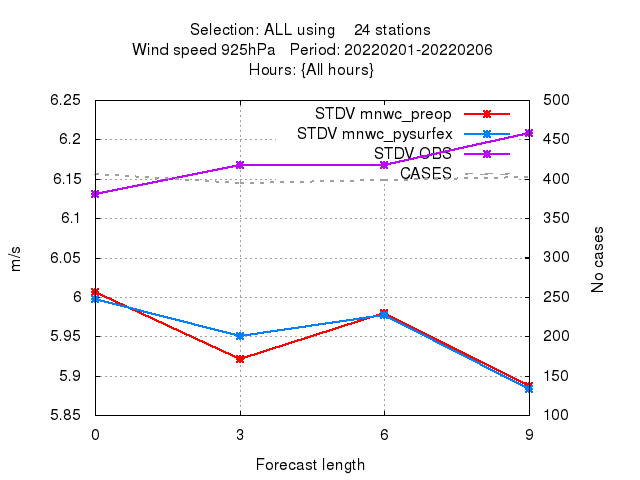 Selection: ALL using    24 stations
Wind speed 925hPa   Period: 20220201-20220206
Hours: {All hours}
STDV mnwc_preop
STDV mnwc_pysurfex
STDV OBS
CASES
6.25
6.2
6.15
6.1
6.05
6
5.95
5.9
5.85
500
450
400
350
300
250
200
150
100
m/s
No cases
0 3 6 9
Forecast length